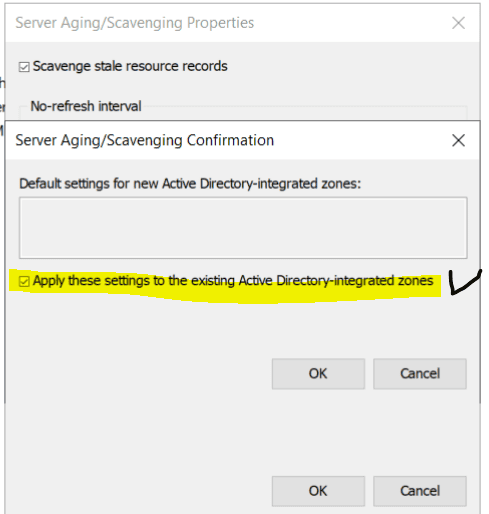 Server Aging/Scavenging Properties
Scavenge stale resource records
No-refresh interval
Server Aging/Scavenging Confirmation
Default settings for new Active Directory-integrated zones:
Apply these settings to the existing Active Directory-integrated zones
OK Cancel
OK Cancel